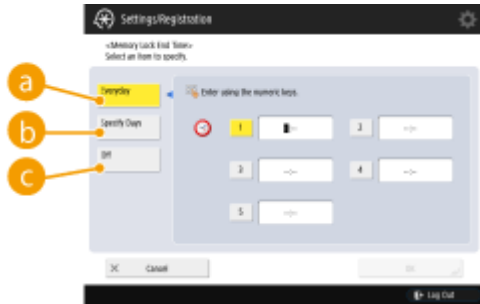 Settings/Registration
<Memory Lock End Time>
Select an item to specify.
a
Everyday
Enter using the numeric keys.
b
Specify Days
1
--:--
2
--:--
c
Off
3
--:--
4
--:--
5
--:--
Cancel
OK
Log Out